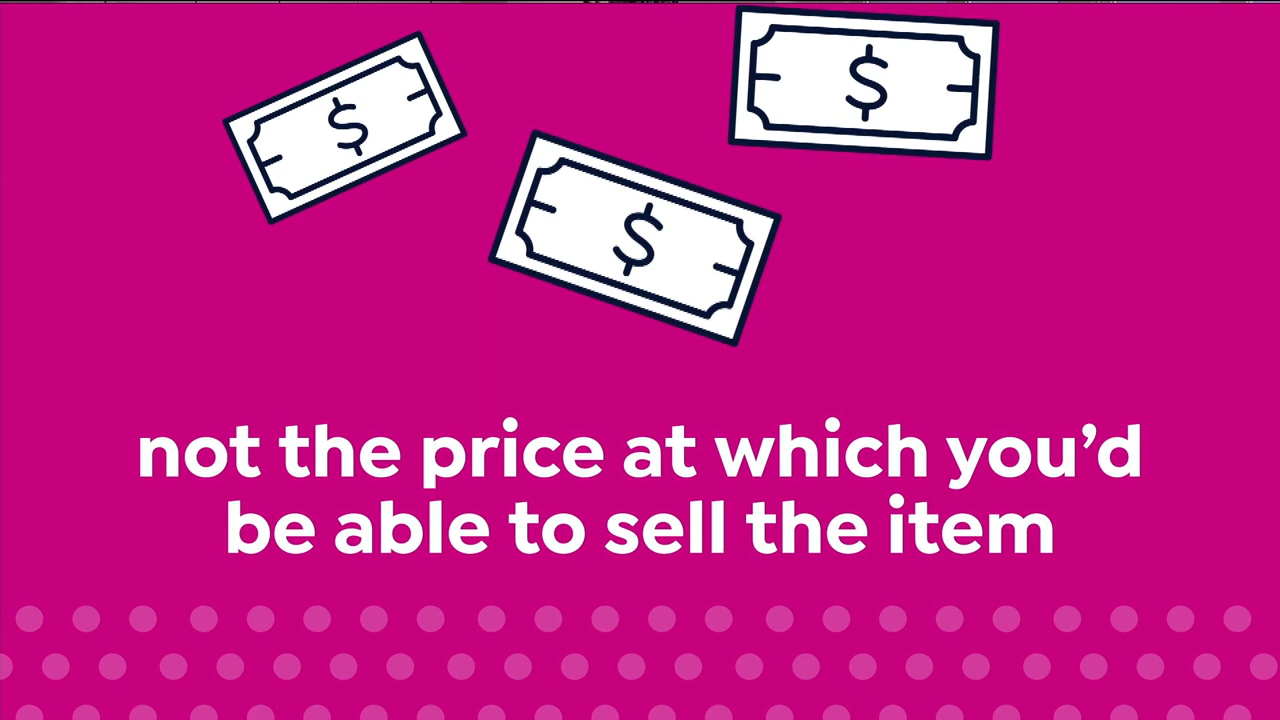 $
$
$
not the price at which you’d
be able to sell the item